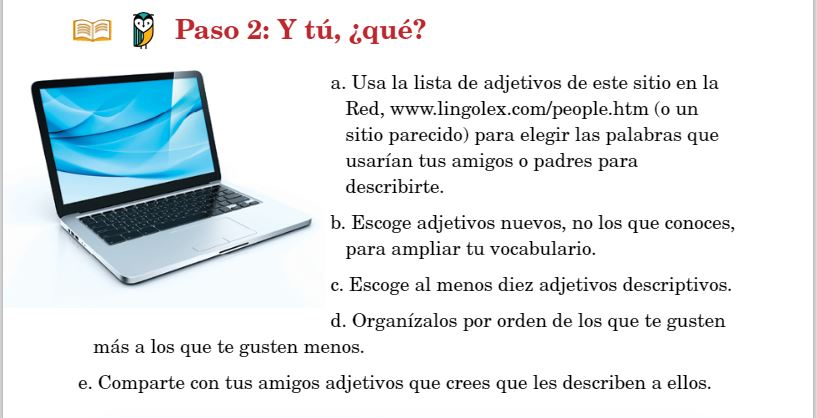 Paso 2: Y tú, ¿qué?
a. Usa la lista de adjetivos de este sitio en la
Red, www.lingolex.com/people.htm (o un
sitio parecido) para elegir las palabras que
usarían tus amigos o padres para
describirte.
b. Escoge adjetivos nuevos, no los que conoces,
para ampliar tu vocabulario.
c. Escoge al menos diez adjetivos descriptivos.
d. Organízalos por orden de los que te gusten
más a los que te gusten menos.
e. Comparte con tus amigos adjetivos que crees que les describen a ellos.